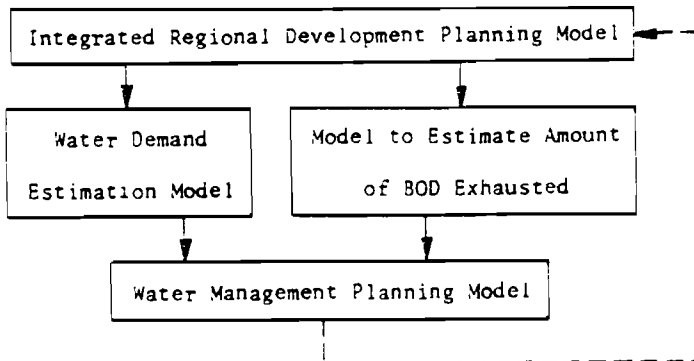 Integrated Regional Development Planning Model
Water Demand
Estimation Model
Model to Estimate Amount
of BOD Exhausted
Water Management Planning Model